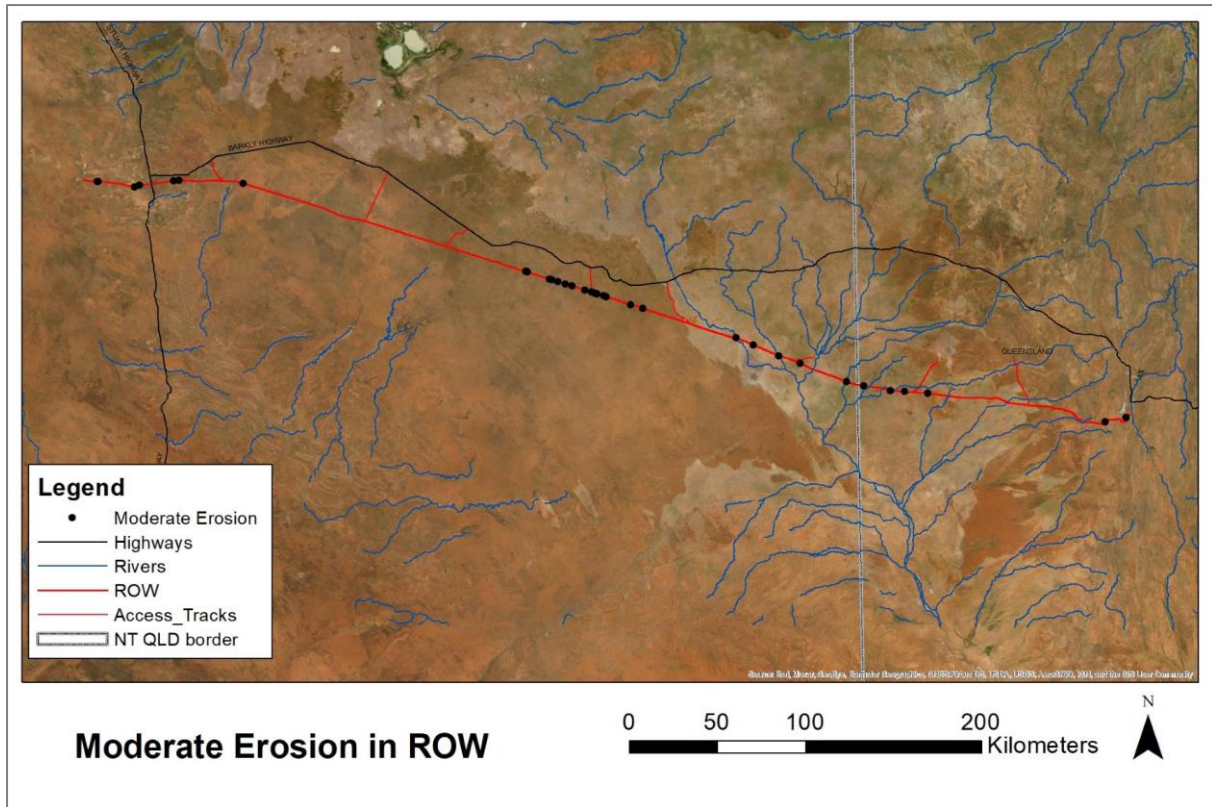 STUART HIGHWAY
BARKLY HIGHWAY
QUEENSLAND
WAY
Legend
Moderate Erosion
Highways
Rivers
ROW
Access_Tracks
NT QLD border
Moderate Erosion in ROW
0 50 100 200
Kilometers
N